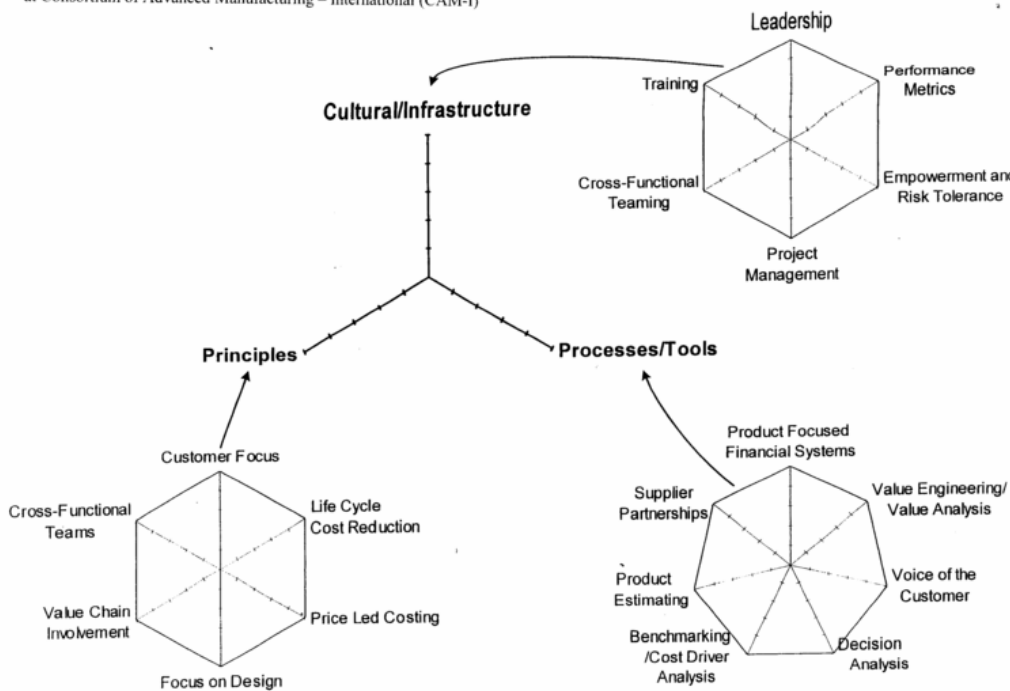 at Consortium of Advanced Manufacturing – International (CAM-I)
Leadership
Training
Performance
Metrics
Cultural/Infrastructure
Cross-Functional
Teaming
Empowerment and
Risk Tolerance
Project
Management
Principles
Processes/Tools
Customer Focus
Cross-Functional
Teams
Life Cycle
Cost Reduction
Value Chain
Involvement
Price Led Costing
Focus on Design
Product Focused
Financial Systems
Supplier
Partnerships
Value Engineering/
Value Analysis
Product
Estimating
Voice of the
Customer
Benchmarking
/Cost Driver
Analysis
Decision
Analysis